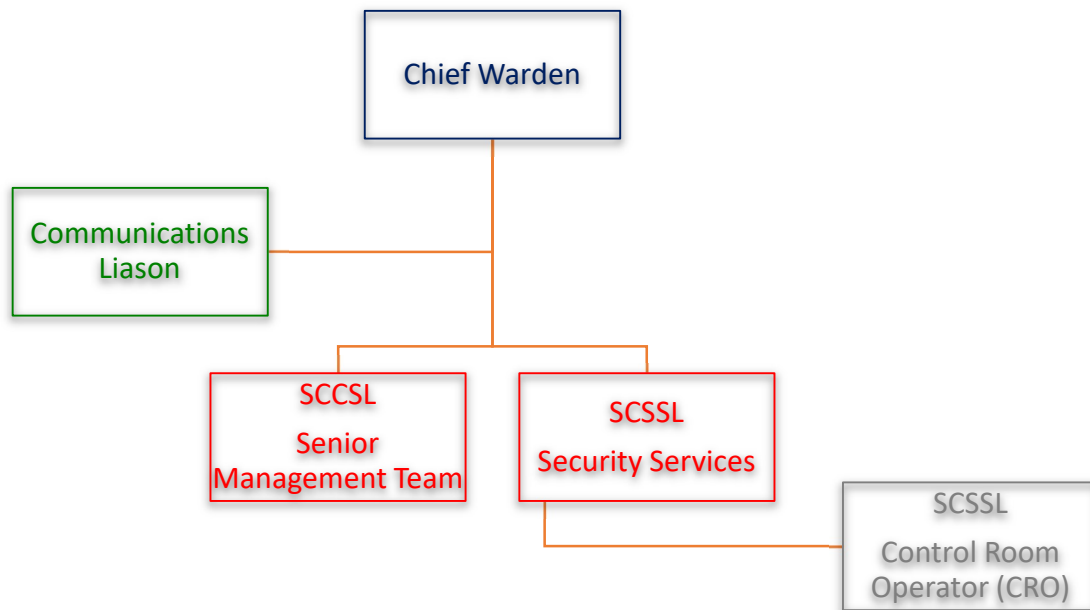 Chief Warden
Communications
Liason
SCCSL
Senior
Management Team
SCSSL
Security Services
SCSSL
Control Room
Operator (CRO)